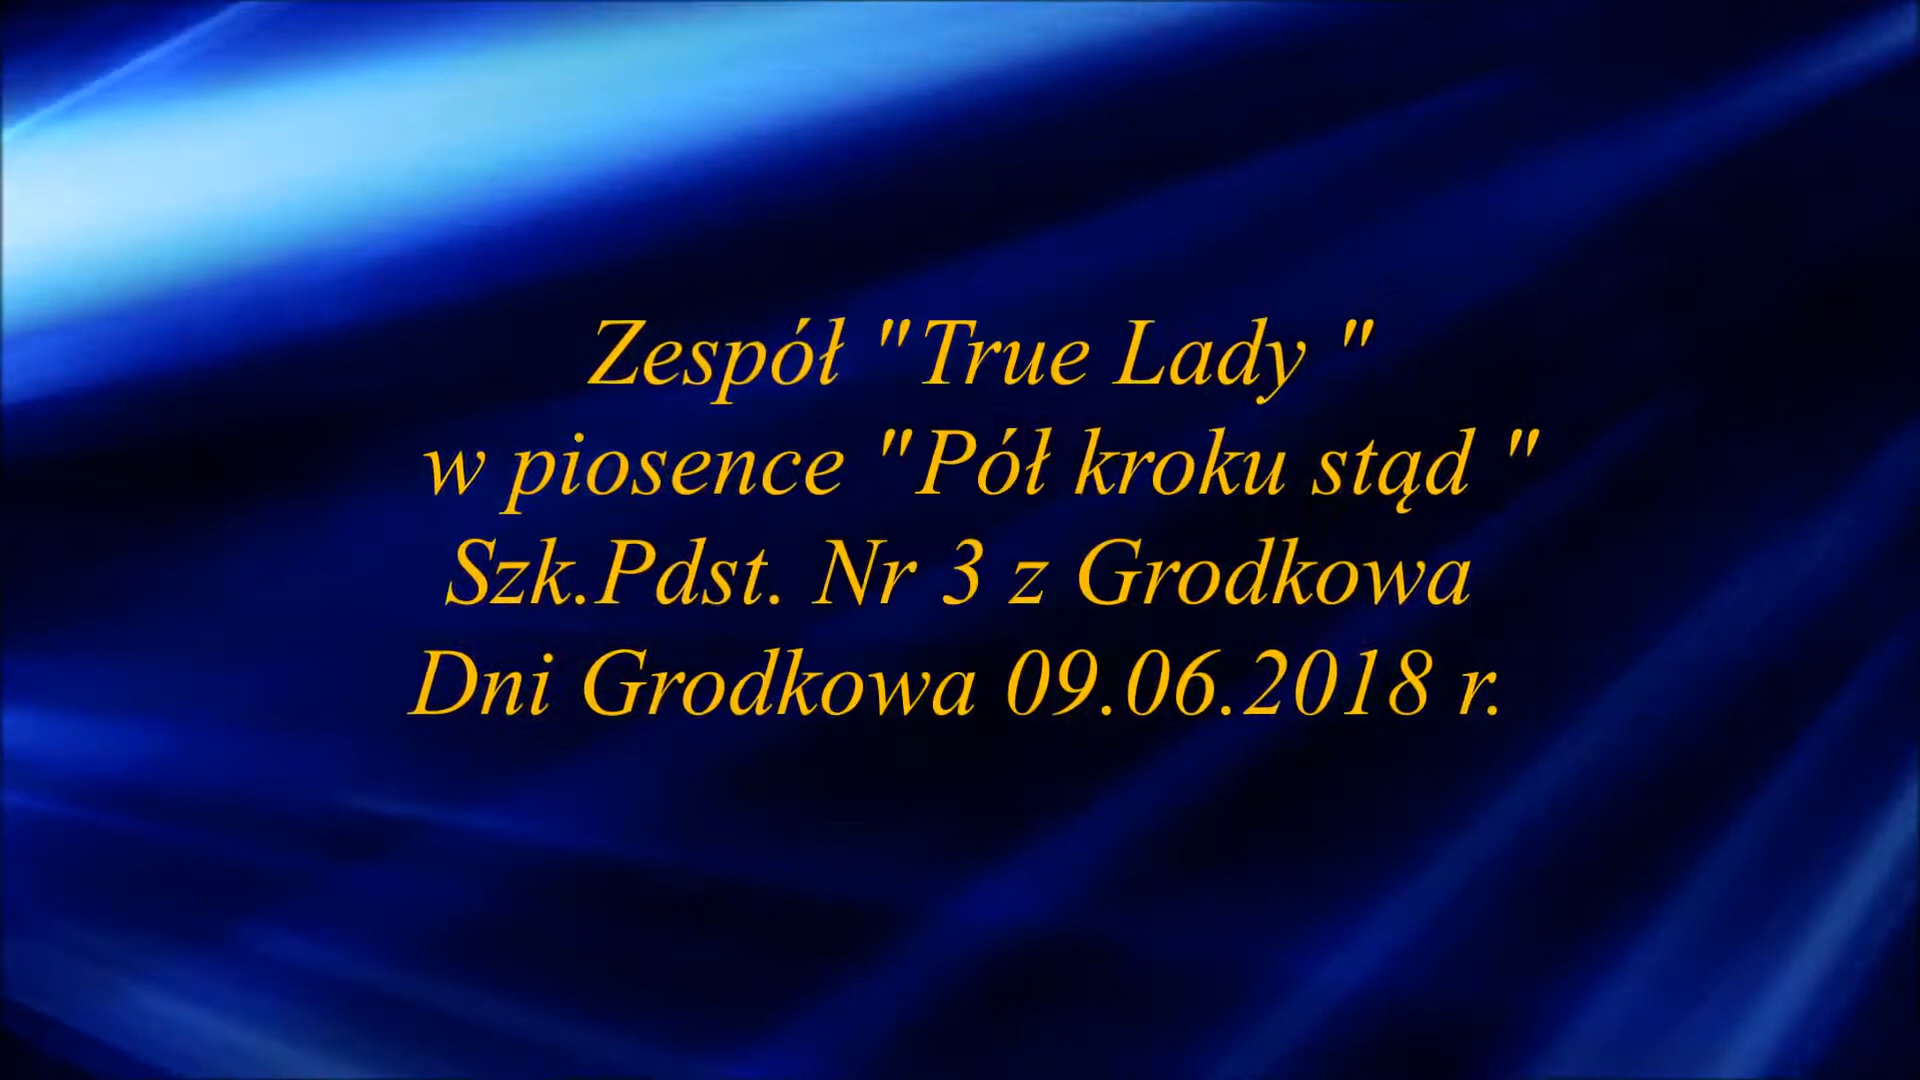 Zespół "True Lady "
w piosence "Pół kroku stąd "
Szk.Pdst. Nr 3 z Grodkowa
Dni Grodkowa 09.06.2018 r.